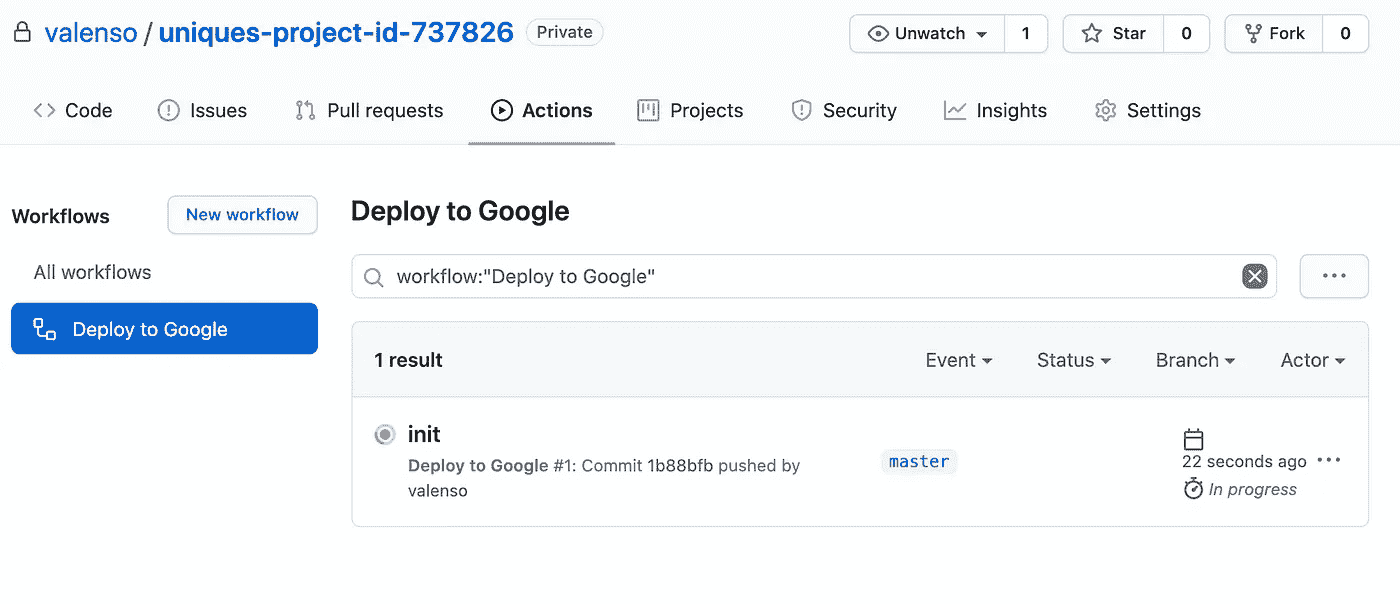 valenso / uniques-project-id-737826 Private Unwatch 1 Star 0 Fork 0
Code Issues Pull requests Actions Projects Security Insights Settings
Workflows New workflow
All workflows
Deploy to Google
Deploy to Google
workflow:"Deploy to Google"
1 result Event Status Branch Actor
init
Deploy to Google #1: Commit 1b88bfb pushed by
valenso
master
22 seconds ago
In progress